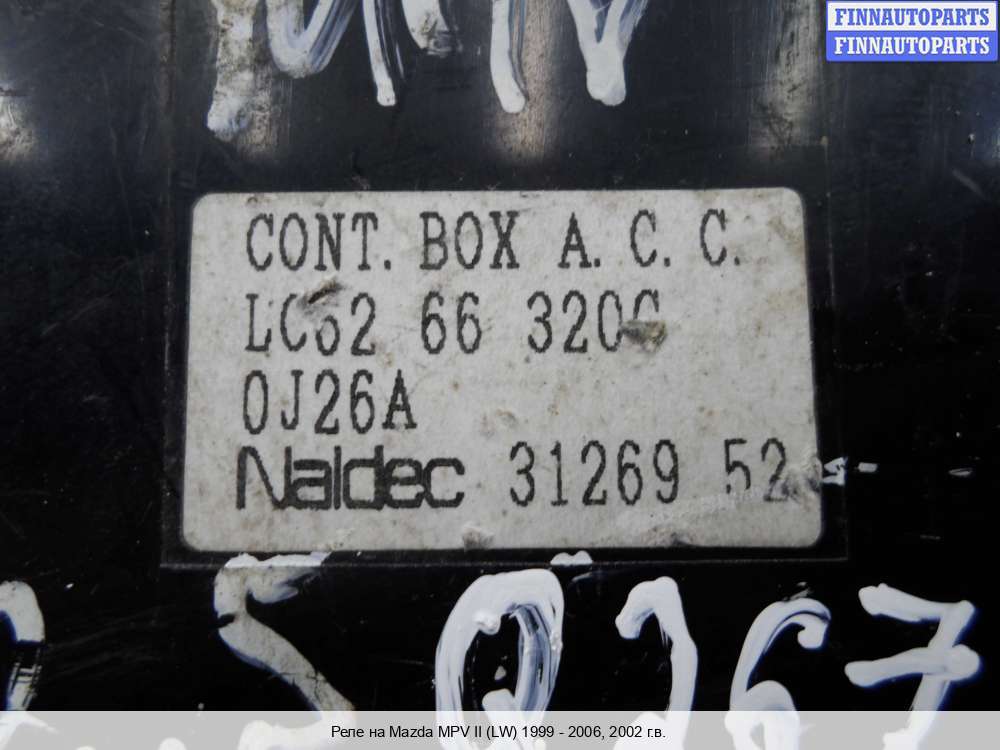 FINNAUTOPARTS
FINNAUTOPARTS
CONT. BOX A. C. C.
LC62 66 320C
0J26A
Naldec 31269 52
Реле на Mazda MPV II (LW) 1999 - 2006, 2002 г.в.